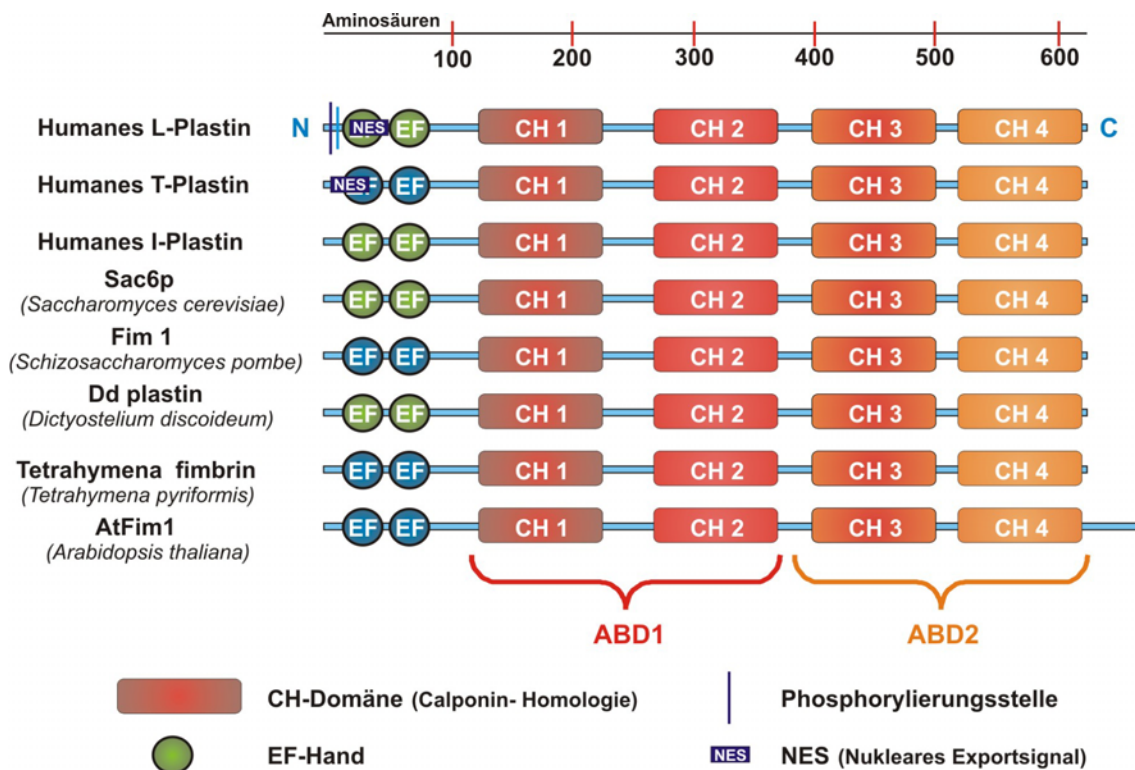 Aminosäuren
100 200 300 400 500 600
Humanes L-Plastin N NES EF EF CH 1 CH 2 CH 3 CH 4 C
Humanes T-Plastin NES EF EF CH 1 CH 2 CH 3 CH 4
Humanes I-Plastin EF EF CH 1 CH 2 CH 3 CH 4
Sac6p
(Saccharomyces cerevisiae) EF EF CH 1 CH 2 CH 3 CH 4
Fim 1
(Schizosaccharomyces pombe) EF EF CH 1 CH 2 CH 3 CH 4
Dd plastin
(Dictyostelium discoideum) EF EF CH 1 CH 2 CH 3 CH 4
Tetrahymena fimbrin EF EF CH 1 CH 2 CH 3 CH 4
(Tetrahymena pyriformis)
AtFim1 EF EF CH 1 CH 2 CH 3 CH 4
(Arabidopsis thaliana)
ABD1 ABD2
CH-Domäne (Calponin- Homologie) Phosphorylierungsstelle
EF-Hand NES NES (Nukleares Exportsignal)